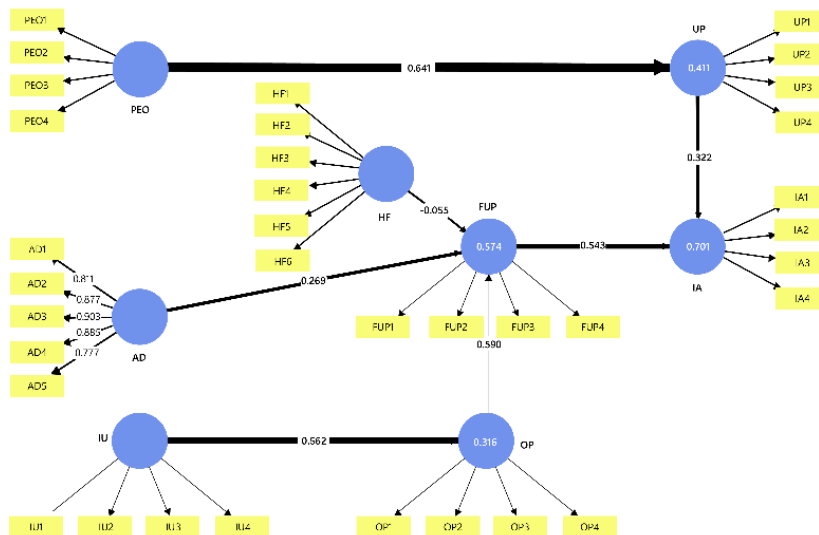 PEO1
PEO2
PEO3
PEO4
PEO
0.641
UP
0.411
UP1
UP2
UP3
UP4
HF1
HF2
HF3
HF4
HF5
HF6
HF
-0.055
0.322
FUP
0.574
0.543
0.701
IA
IA1
IA2
IA3
IA4
AD1
AD2
AD3
AD4
AD5
0.811
0.877
0.903
0.885
0.777
AD
0.269
FUP1
FUP2
FUP3
FUP4
0.590
IU
0.562
0.316
OP
IU1
IU2
IU3
IU4
OP1
OP2
OP3
OP4